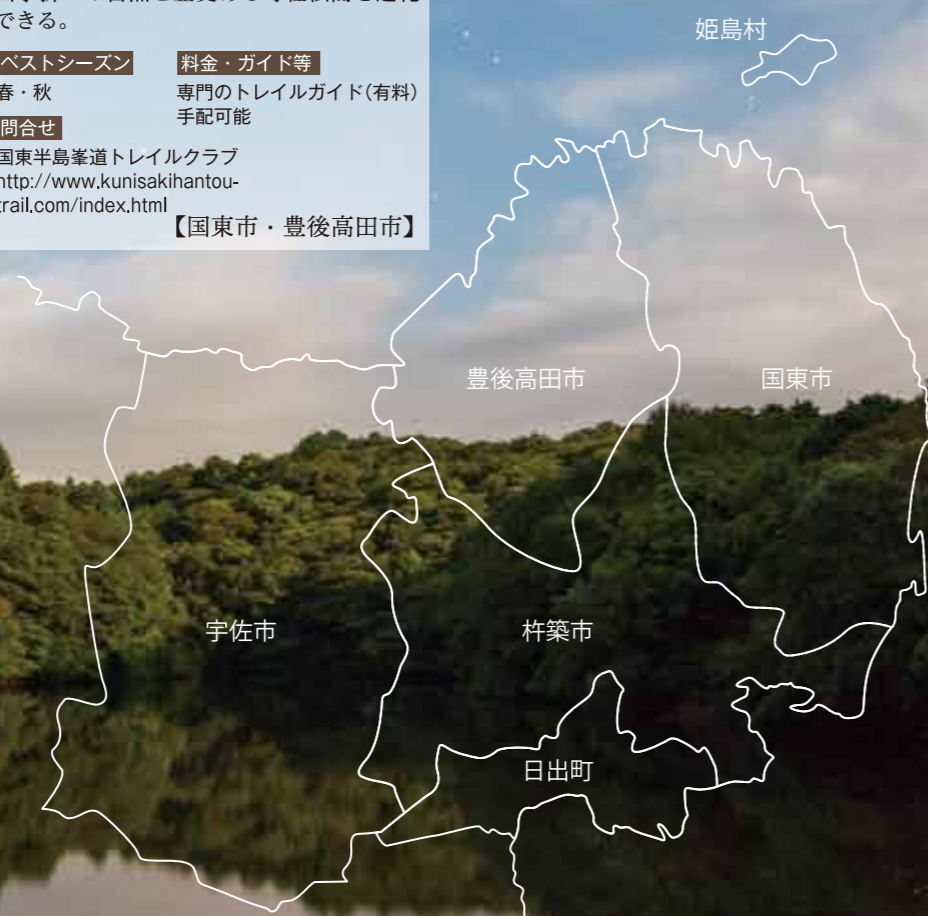 できる。
ベストシーズン
春・秋
料金・ガイド等
専門のトレイルガイド(有料)
手配可能
問合せ
国東半島峯道トレイルクラブ
http://www.kunisakihantou-
trail.com/index.html
【国東市・豊後高田市】
姫島村
豊後高田市
国東市
宇佐市
杵築市
日出町